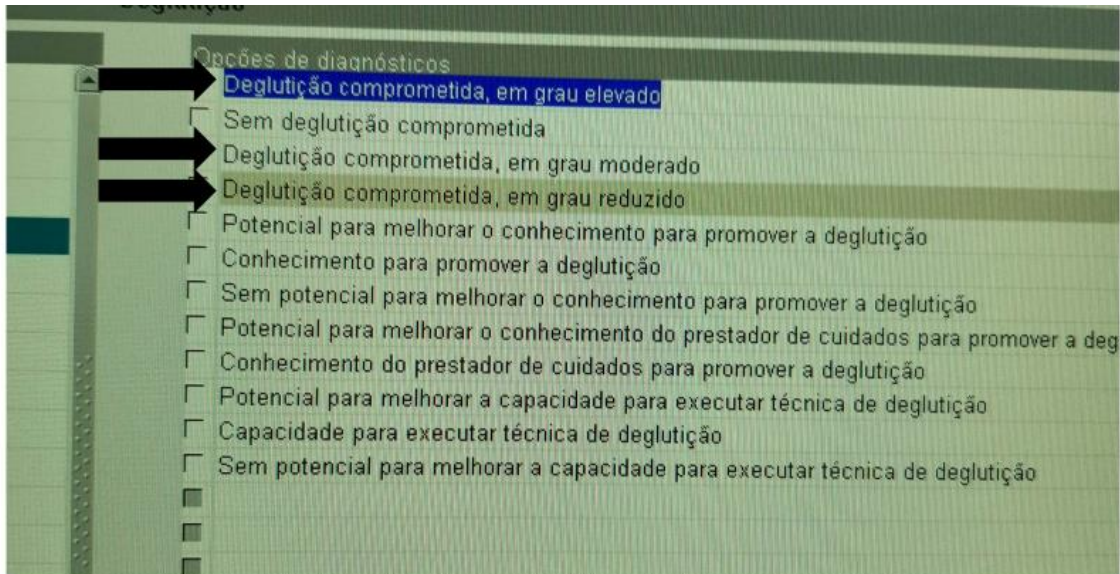 Deglutição
Opções de diagnósticos
Deglutição comprometida, em grau elevado
Sem deglutição comprometida
Deglutição comprometida, em grau moderado
Deglutição comprometida, em grau reduzido
Potencial para melhorar o conhecimento para promover a deglutição
Conhecimento para promover a deglutição
Sem potencial para melhorar o conhecimento para promover a deglutição
Potencial para melhorar o conhecimento do prestador de cuidados para promover a deg
Conhecimento do prestador de cuidados para promover a deglutição
Potencial para melhorar a capacidade para executar técnica de deglutição
Capacidade para executar técnica de deglutição
Sem potencial para melhorar a capacidade para executar técnica de deglutição